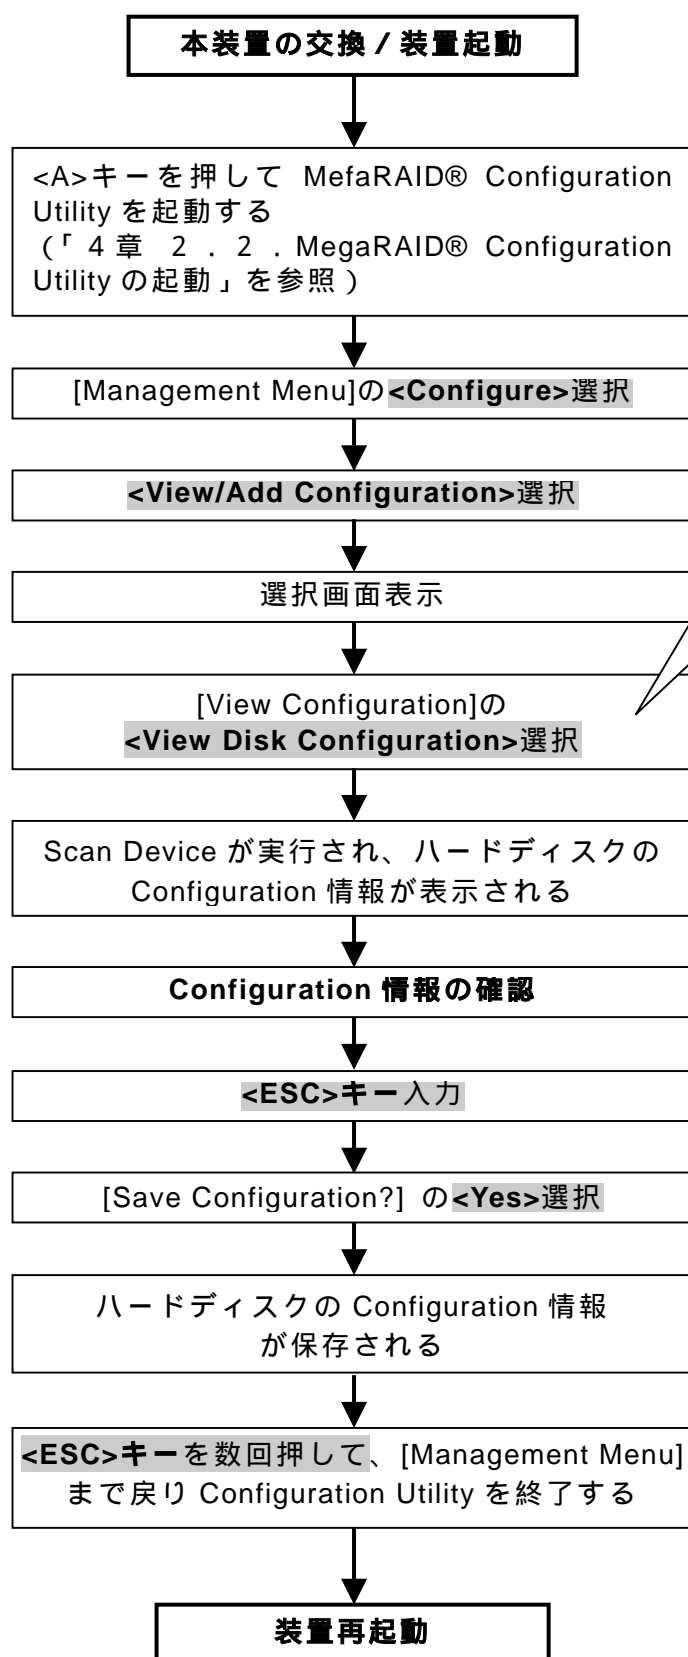 本装置の交換 / 装置起動
<A>キーを押して MefaRAID® Configuration
Utility を起動する
(「４章 ２．２．MegaRAID® Configuration
Utility の起動」を参照)
[Management Menu]の<Configure>選択
<View/Add Configuration>選択
選択画面表示
[View Configuration]の
<View Disk Configuration>選択
Scan Device が実行され、ハードディスクの
Configuration 情報が表示される
Configuration 情報の確認
<ESC>キー入力
[Save Configuration?] の<Yes>選択
ハードディスクの Configuration 情報
が保存される
<ESC>キーを数回押して、[Management Menu]
まで戻り Configuration Utility を終了する
装置再起動